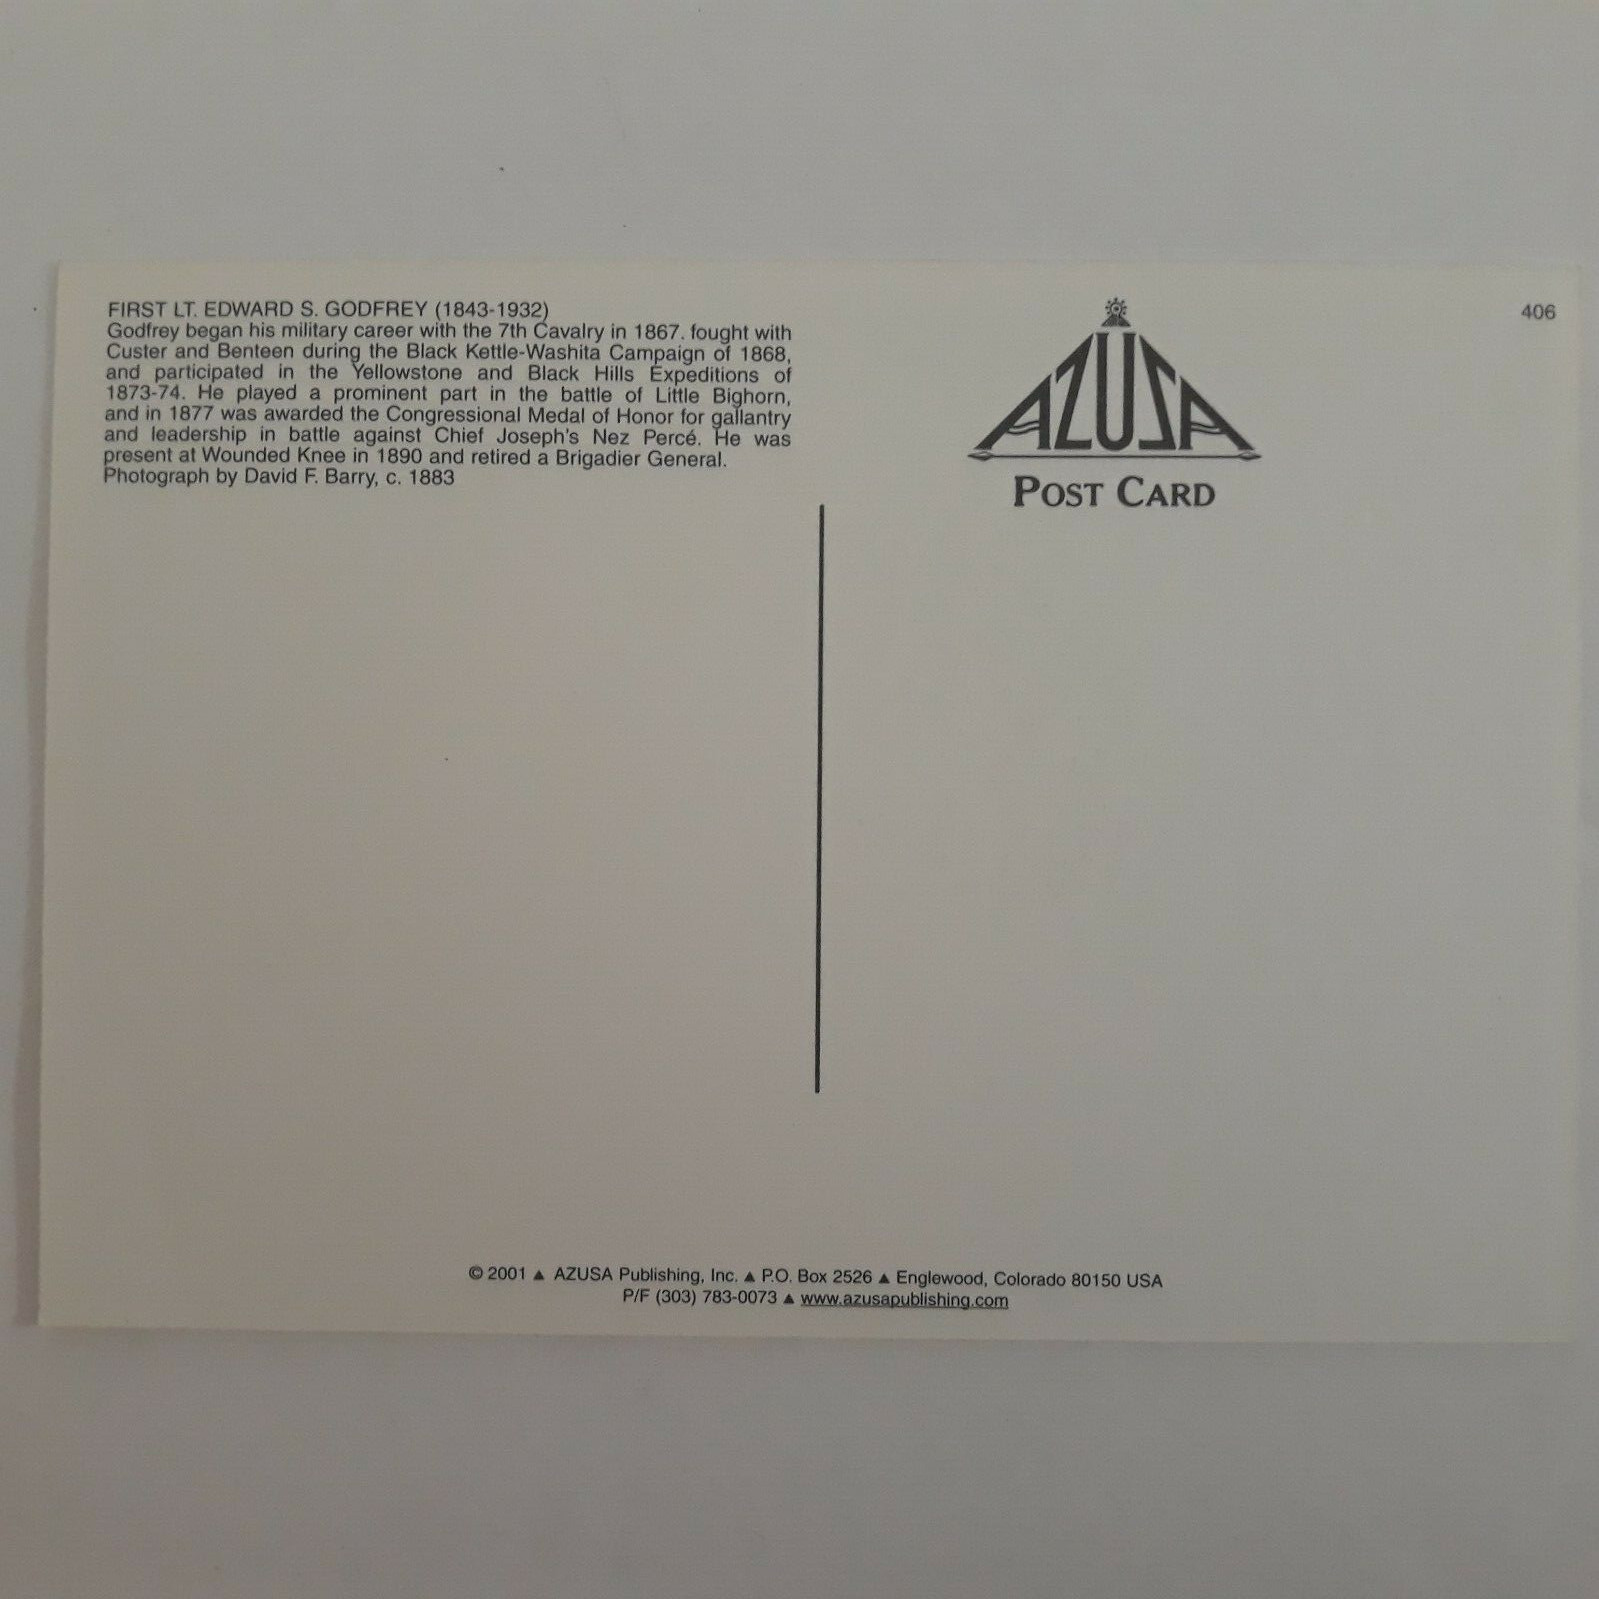 FIRST LT. EDWARD S. GODFREY (1843-1932)
Godfrey began his military career with the 7th Cavalry in 1867. fought with
Custer and Benteen during the Black Kettle-Washita Campaign of 1868,
and participated in the Yellowstone and Black Hills Expeditions of
1873-74. He played a prominent part in the battle of Little Bighorn,
and in 1877 was awarded the Congressional Medal of Honor for gallantry
and leadership in battle against Chief Joseph's Nez Percé. He was
present at Wounded Knee in 1890 and retired a Brigadier General.
Photograph by David F. Barry, c. 1883
406
AZUSA
POST CARD
© 2001 ▲ AZUSA Publishing, Inc. ▲ P.O. Box 2526 ▲ Englewood, Colorado 80150 USA
P/F (303) 783-0073 ▲ www.azusapublishing.com